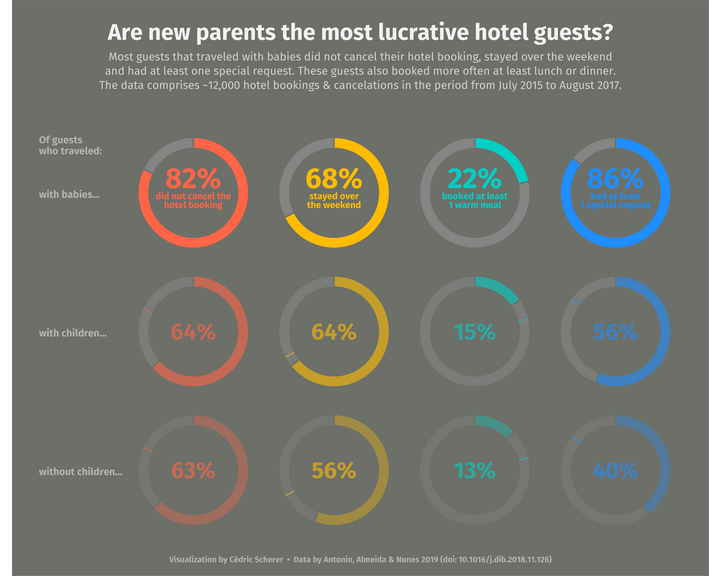 Are new parents the most lucrative hotel guests?
Most guests that traveled with babies did not cancel their hotel booking, stayed over the weekend
and had at least one special request. These guests also booked more often at least lunch or dinner.
The data comprises ~12,000 hotel bookings & cancelations in the period from July 2015 to August 2017.
Of guests
who traveled:
with babies...
82%
did not cancel the
hotel booking
68%
stayed over
the weekend
22%
booked at least
1 warm meal
86%
had at least
1 special request
with children...
64%
64%
15%
56%
without children...
63%
56%
13%
40%
Visualization by Cédric Scherer • Data by Antonio, Almeida & Nunes 2019 (doi: 10.1016/j.dib.2018.11.126)